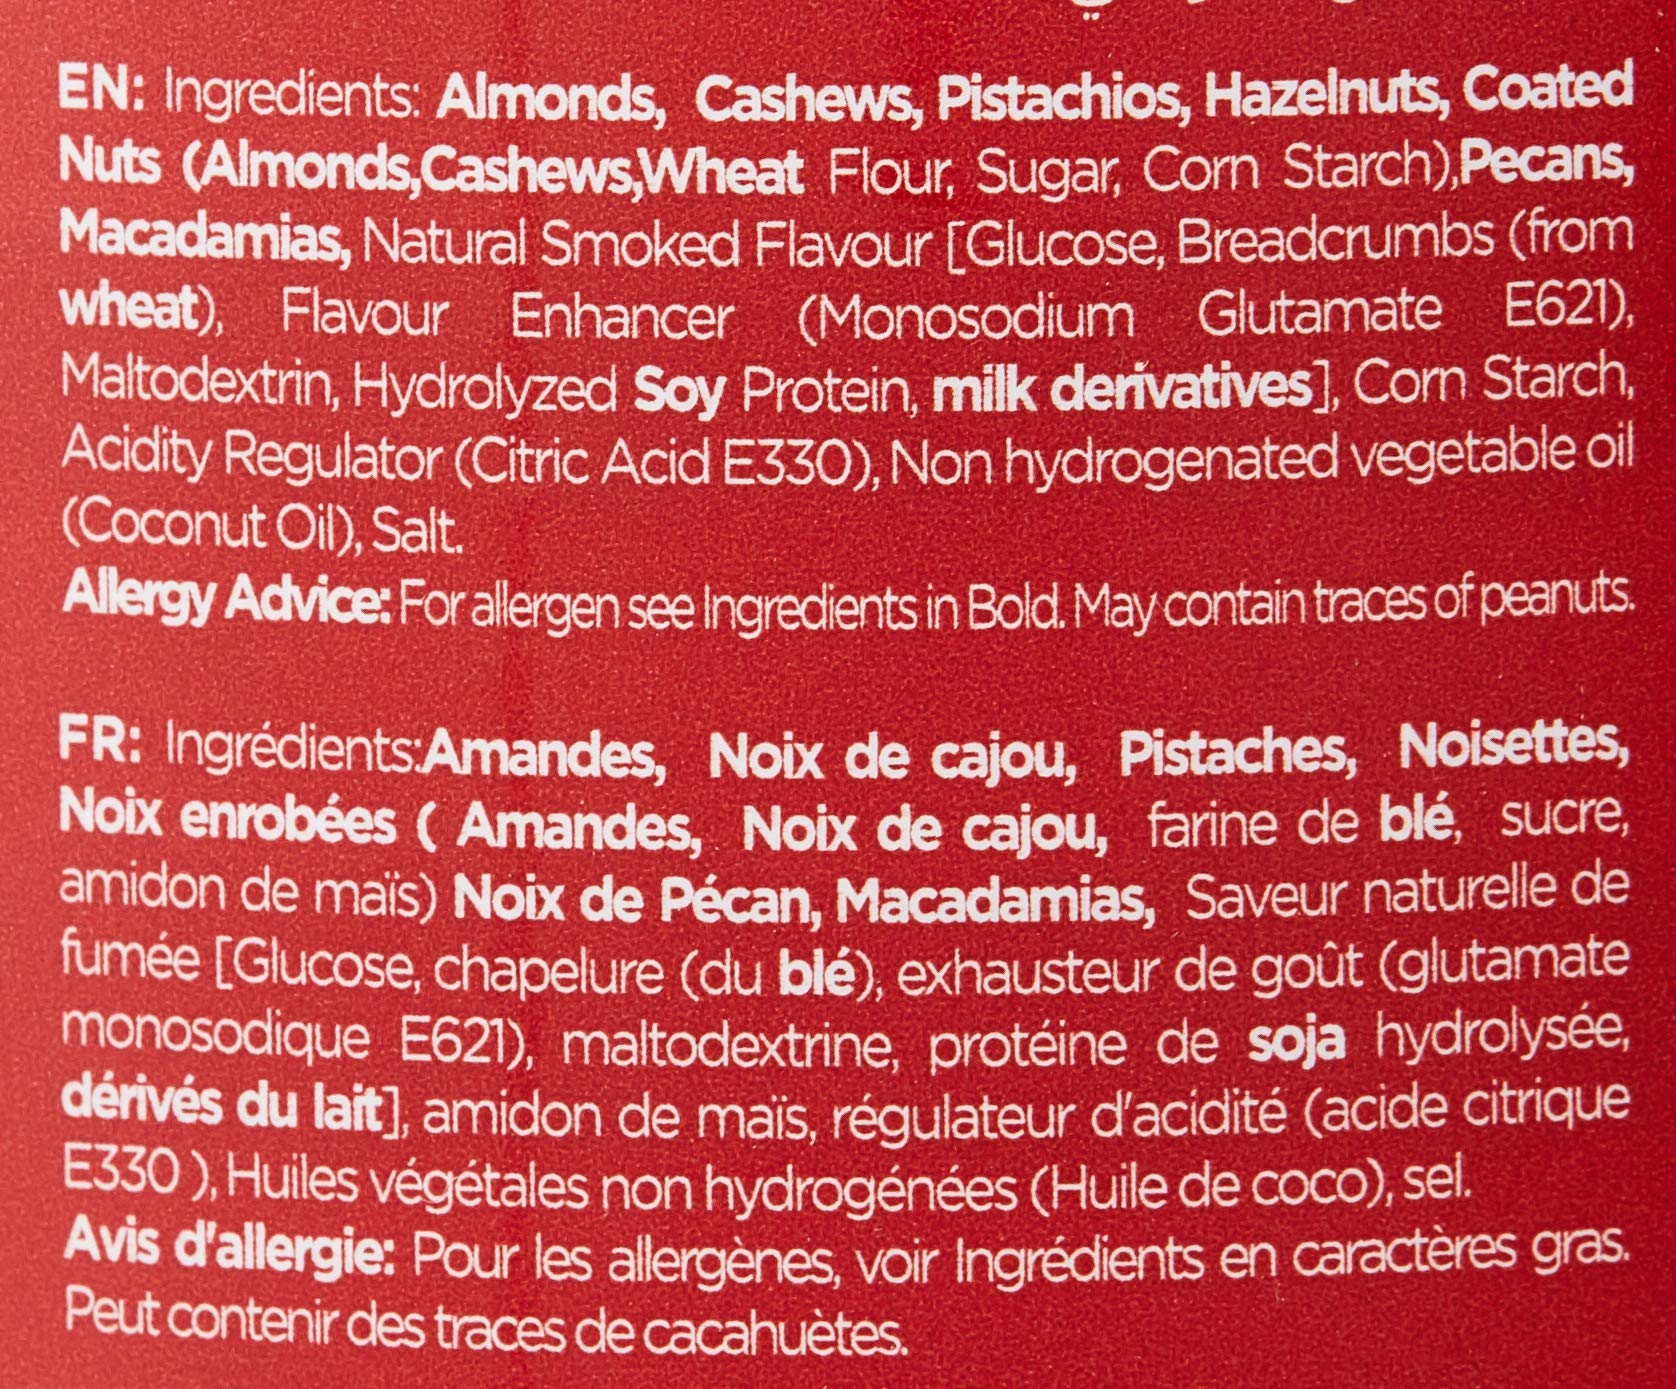 EN: Ingredients: Almonds, Cashews, Pistachios, Hazelnuts, Coated
Nuts (Almonds,Cashews,Wheat Flour, Sugar, Corn Starch),Pecans,
Macadamias, Natural Smoked Flavour [Glucose, Breadcrumbs (from
wheat), Flavour Enhancer (Monosodium Glutamate E621),
Maltodextrin, Hydrolyzed Soy Protein, milk derivatives], Corn Starch,
Acidity Regulator (Citric Acid E330), Non hydrogenated vegetable oil
(Coconut Oil), Salt.
Allergy Advice: For allergen see Ingredients in Bold. May contain traces of peanuts.
FR: Ingrédients:Amandes, Noix de cajou, Pistaches, Noisettes,
Noix enrobées ( Amandes, Noix de cajou, farine de blé, sucre,
amidon de maïs) Noix de Pécan, Macadamias, Saveur naturelle de
fumée [Glucose, chapelure (du blé), exhausteur de goût (glutamate
monosodique E621), maltodextrine, protéine de soja hydrolysée,
dérivés du lait], amidon de maïs, régulateur d'acidité (acide citrique
E330 ), Huiles végétales non hydrogénées (Huile de coco), sel.
Avis d'allergie: Pour les allergènes, voir Ingrédients en caractères gras.
Peut contenir des traces de cacahuètes.